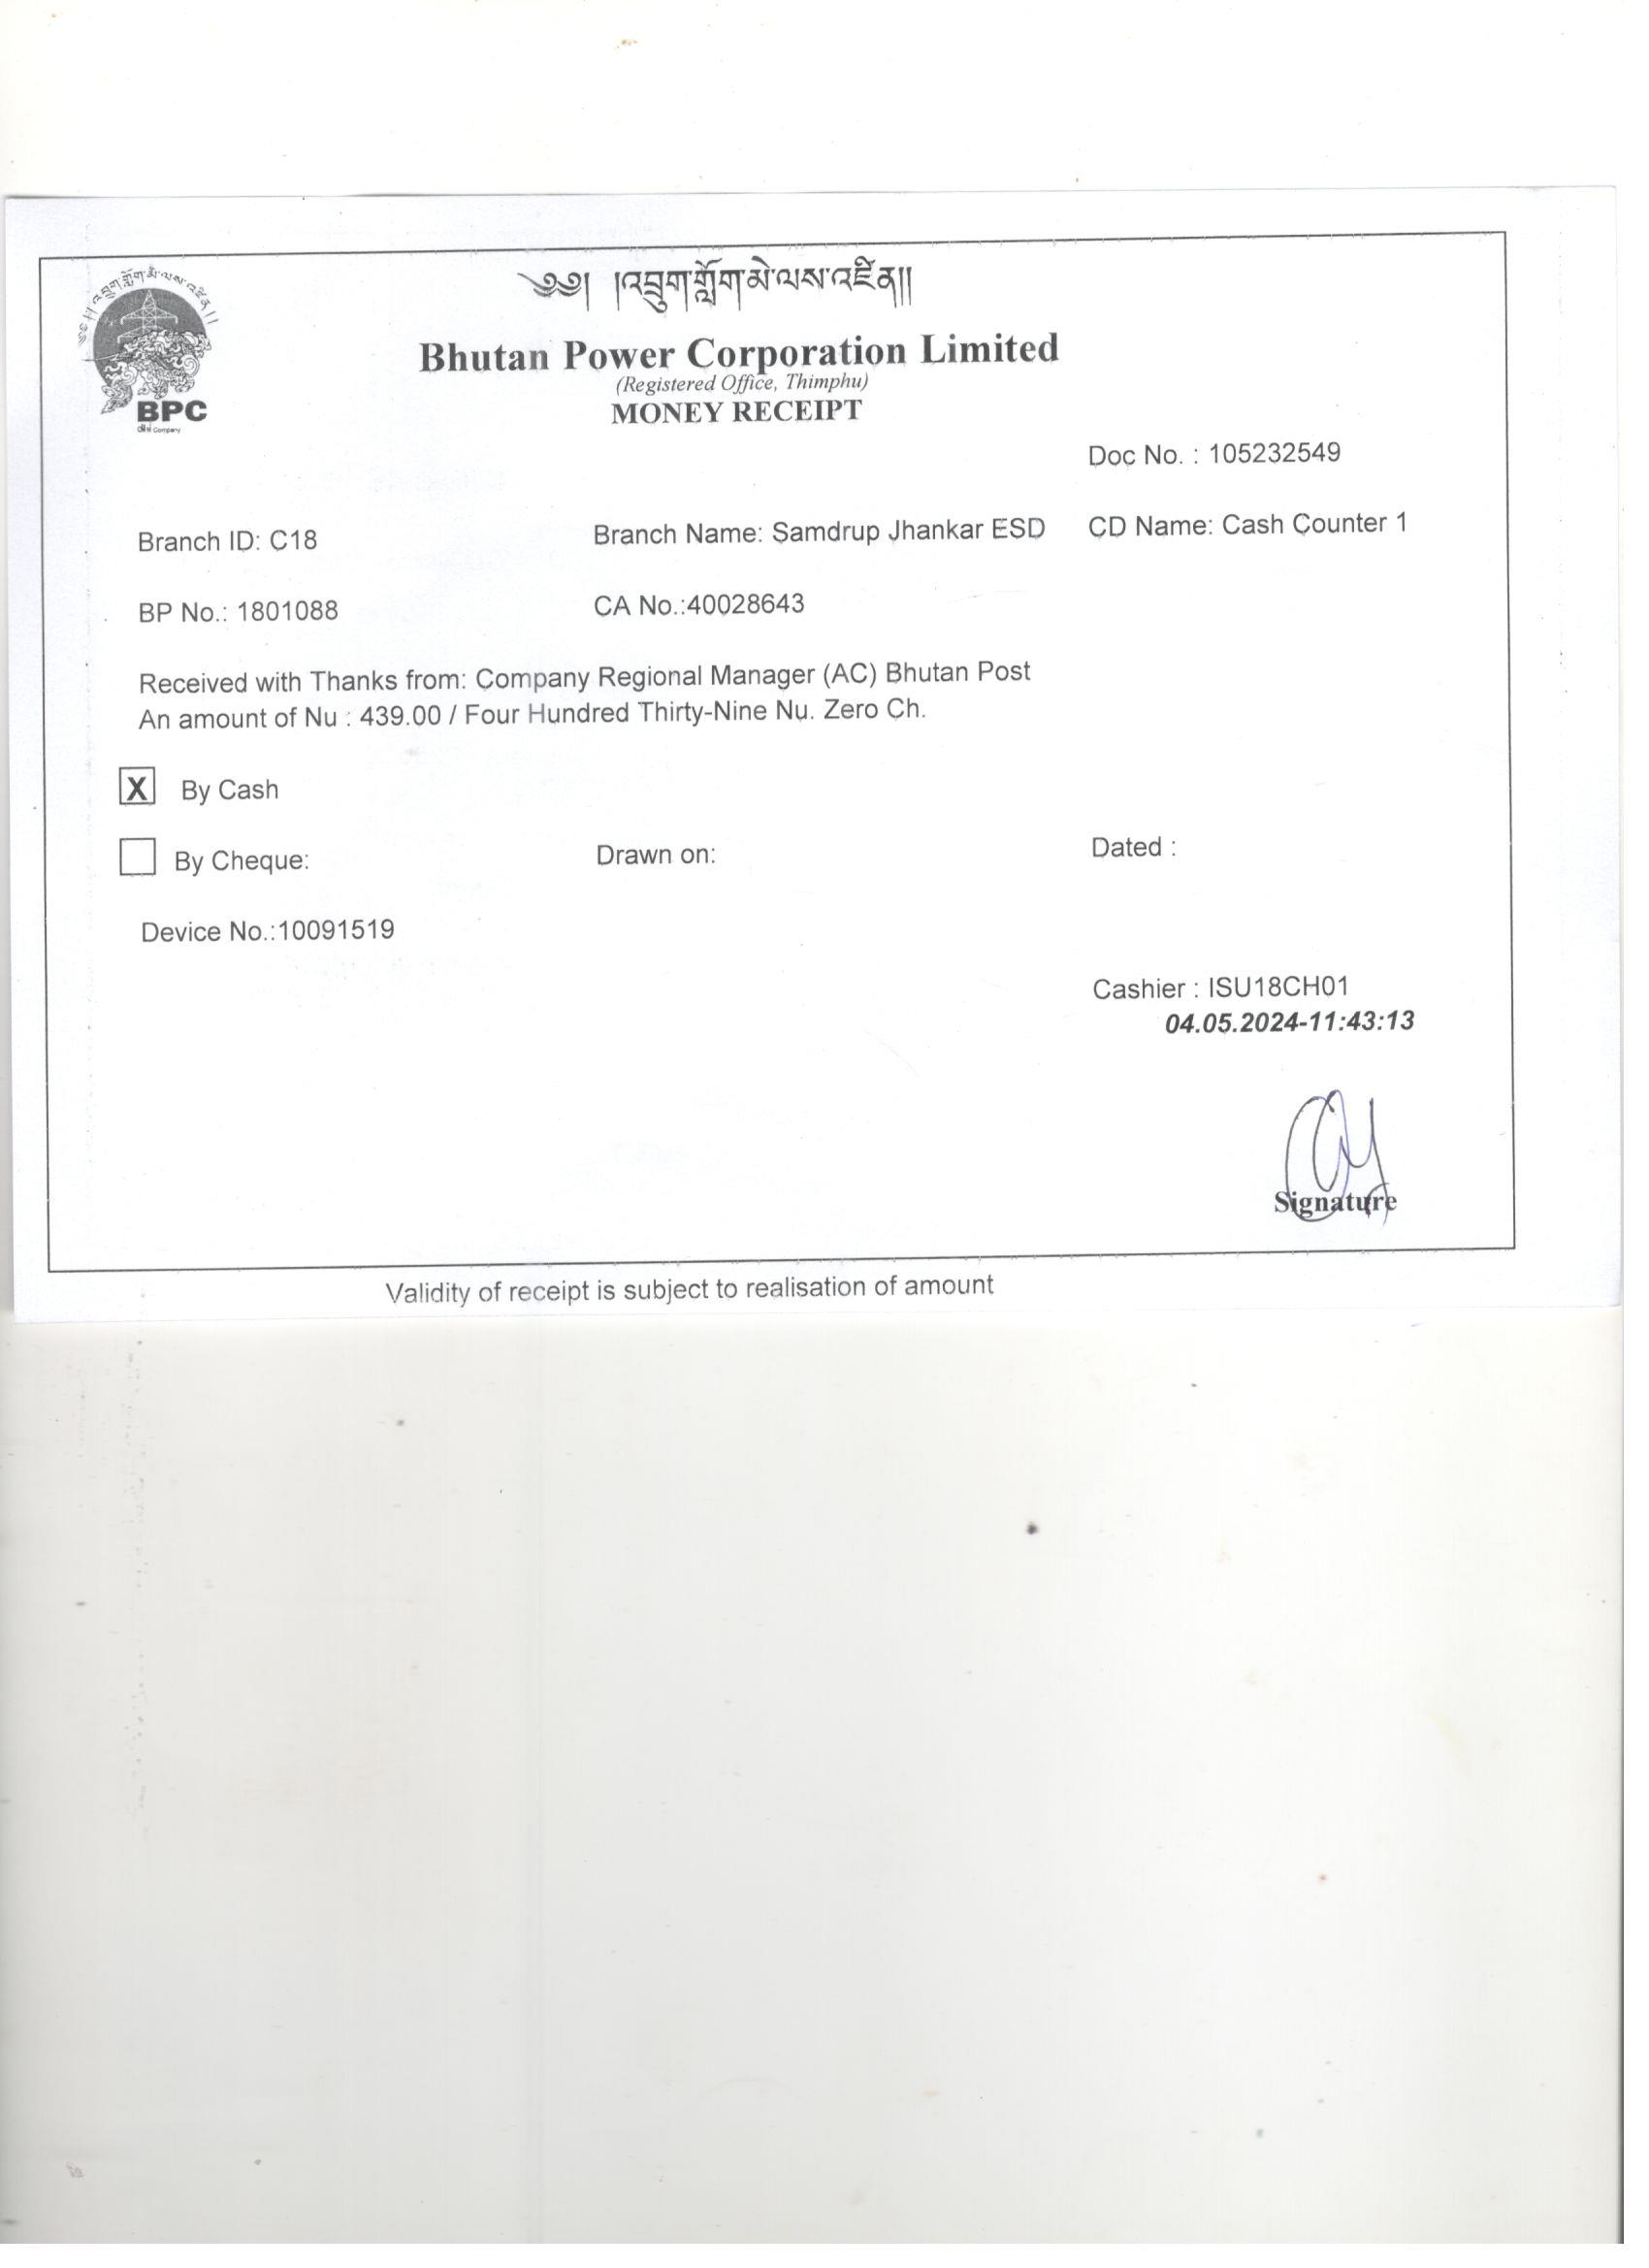 ༄༅། །འབྲུག་གློག་མེ་ལས་འཛིན།།
། །འབྲུག་གློག་མེ་ལས་འཛིན། །
BPC
Company
Bhutan Power Corporation Limited
(Registered Office, Thimphu)
MONEY RECEIPT
Doc No. : 105232549
Branch ID: C18 Branch Name: Samdrup Jhankar ESD CD Name: Cash Counter 1
BP No.: 1801088 CA No.:40028643
Received with Thanks from: Company Regional Manager (AC) Bhutan Post
An amount of Nu : 439.00 / Four Hundred Thirty-Nine Nu. Zero Ch.
X By Cash
By Cheque: Drawn on: Dated :
Device No.:10091519
Cashier : ISU18CH01
04.05.2024-11:43:13
Signature
Validity of receipt is subject to realisation of amount